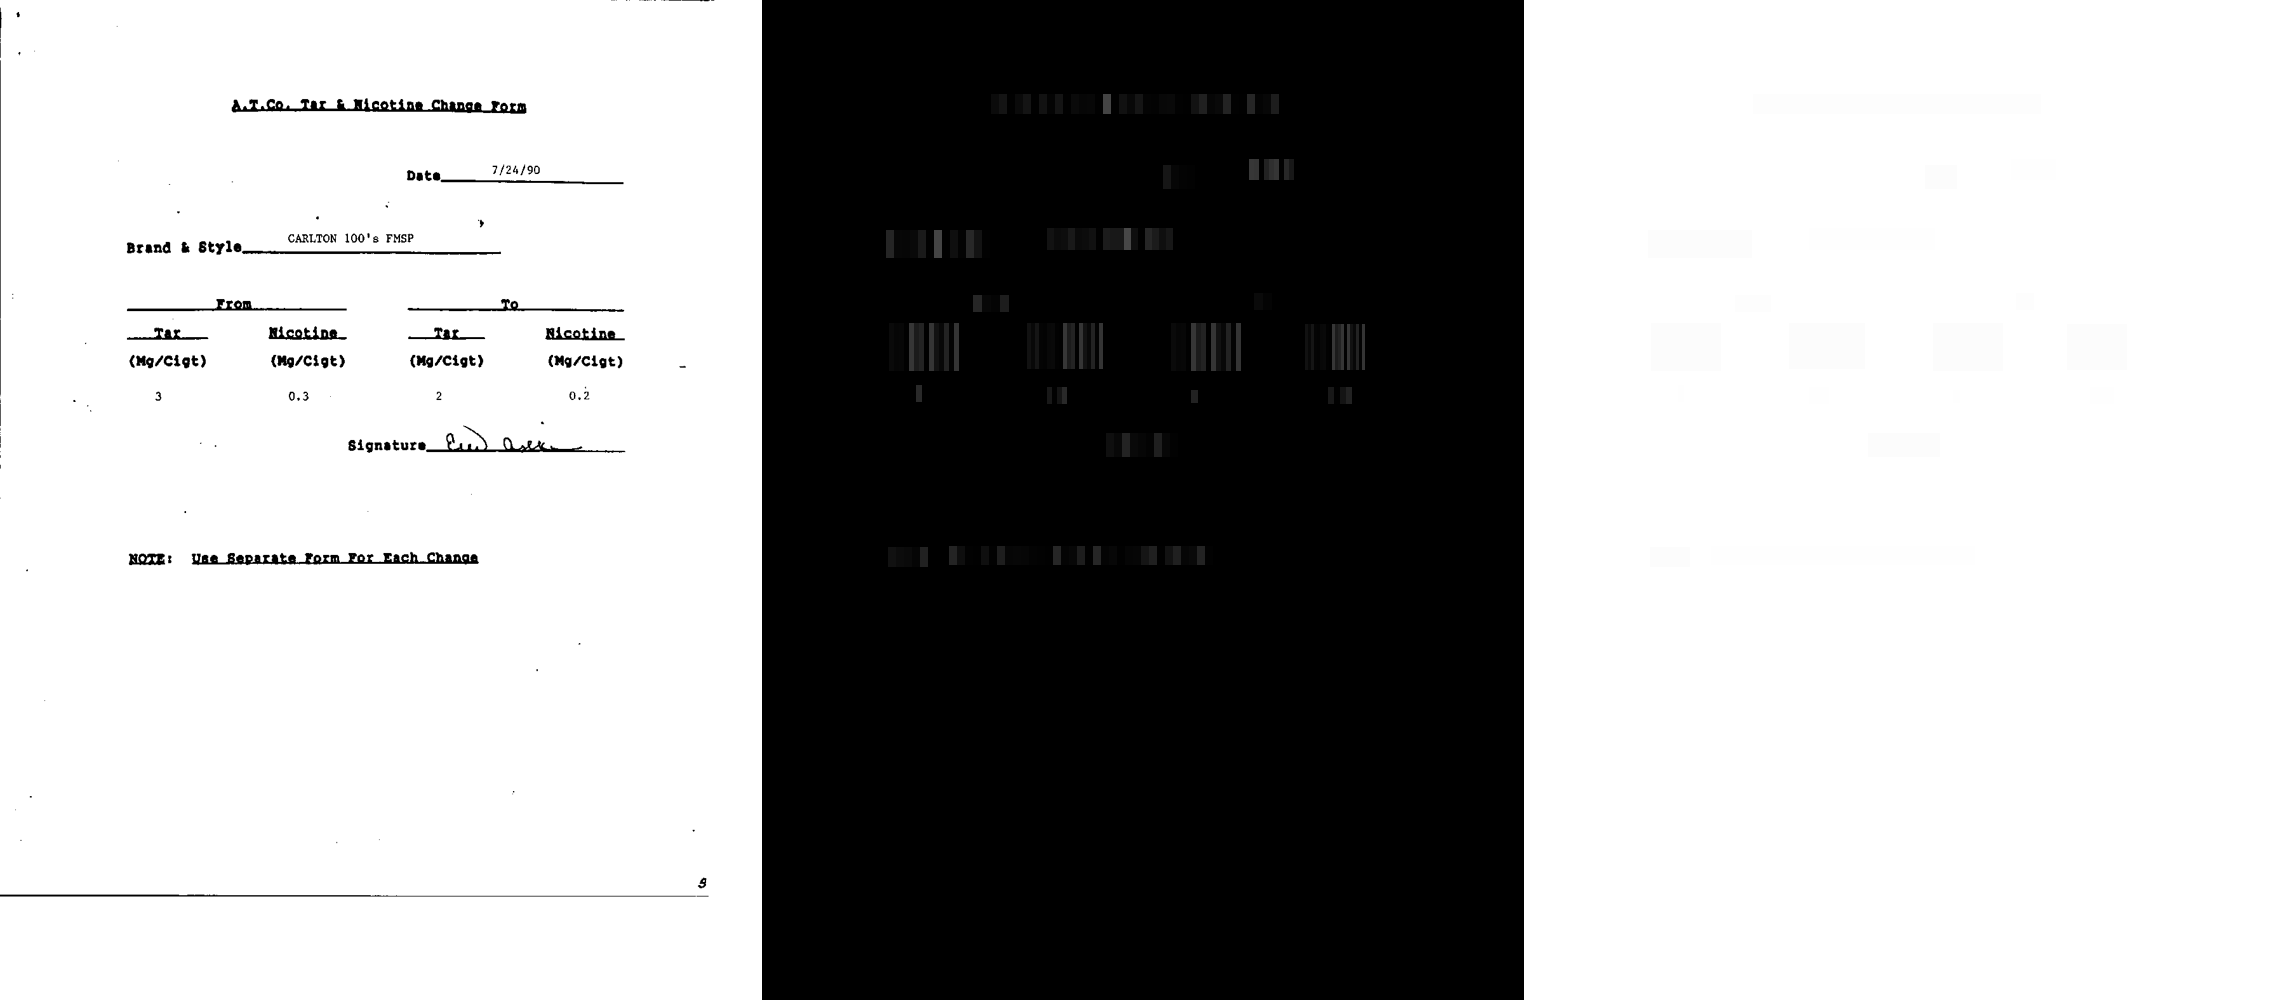 A.T.Co. Tar & Nicotine Change Form
Date 7/24/90
Brand & Style CARLTON 100's FMSP
From To
Tar Nicotine Tar Nicotine
(Mg/Cigt) (Mg/Cigt) (Mg/Cigt) (Mg/Cigt)
3 0.3 2 0.2
Signature
NOTE: Use Separate Form For Each Change